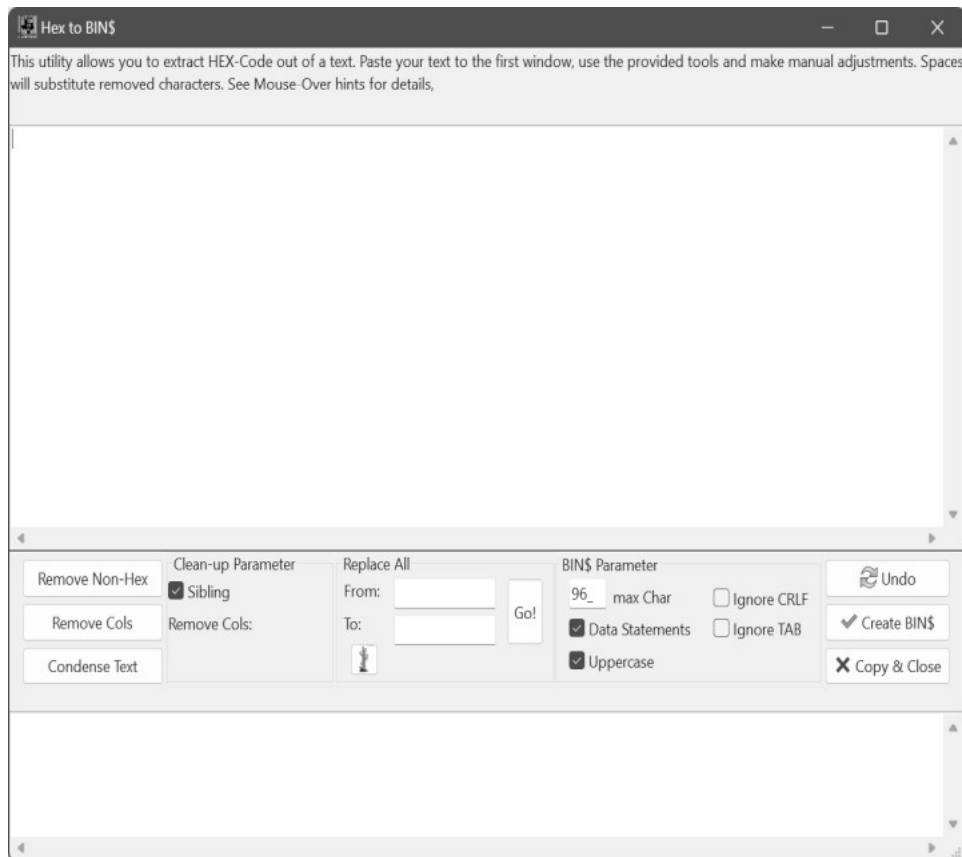 Hex to BIN$
This utility allows you to extract HEX-Code out of a text. Paste your text to the first window, use the provided tools and make manual adjustments. Spaces
will substitute removed characters. See Mouse-Over hints for details,
Remove Non-Hex
Remove Cols
Condense Text
Clean-up Parameter
Sibling
Remove Cols:
Replace All
From:
To:
Go!
BIN$ Parameter
96_ max Char
Ignore CRLF
Data Statements
Ignore TAB
Uppercase
Undo
Create BIN$
Copy & Close